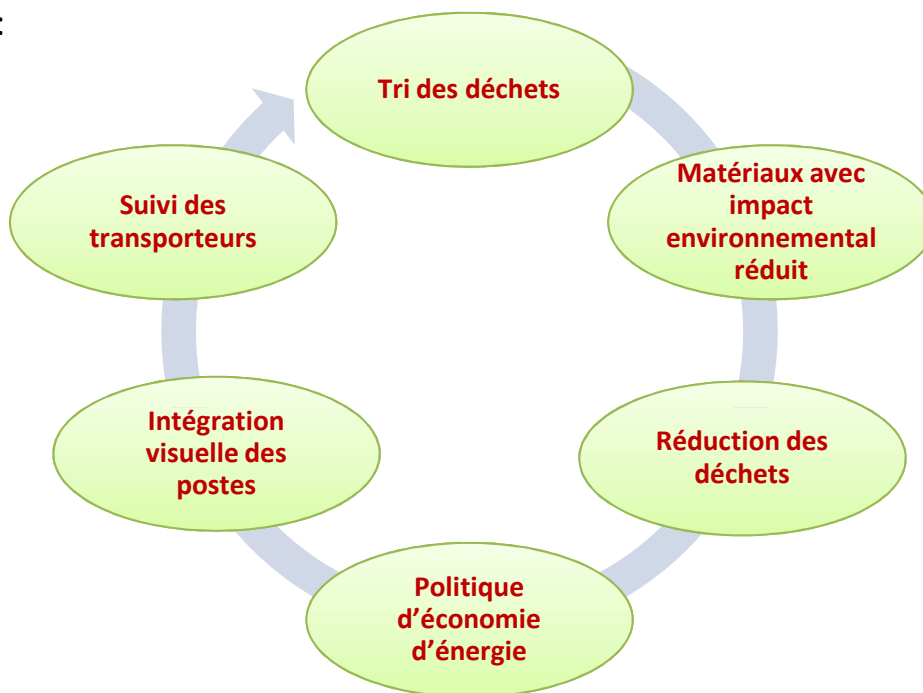 :
Tri des déchets
Matériaux avec
impact
environnemental
réduit
Réduction des
déchets
Politique
d’économie
d’énergie
Intégration
visuelle des
postes
Suivi des
transporteurs